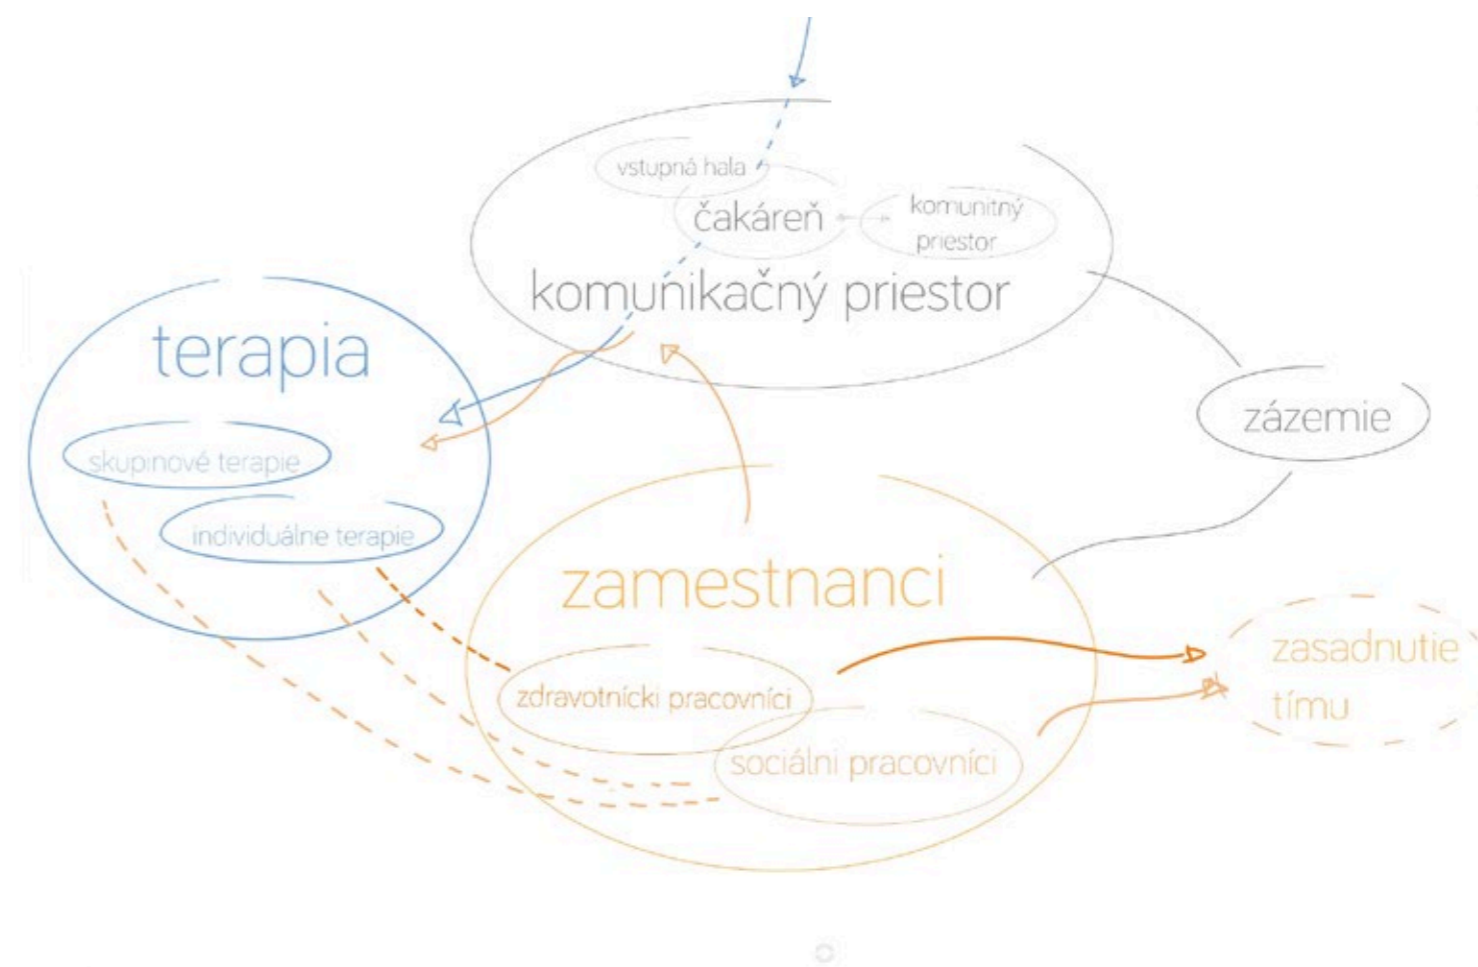 vstupná hala
čakáreň
komunitný
priestor
komunikačný priestor
terapia
skupinové terapie
individuálne terapie
zázemie
zamestnanci
zdravotnícki pracovníci
sociálni pracovníci
zasadnutie
tímu